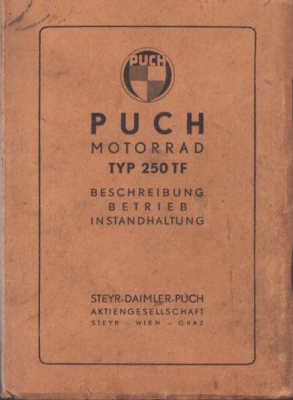 PUCH
PUCH
MOTORRAD
TYP 250 TF
BESCHREIBUNG
BETRIEB
INSTANDHALTUNG
STEYR-DAIMLER-PUCH
AKTIENGESELLSCHAFT
STEYR – WIEN – GRAZ